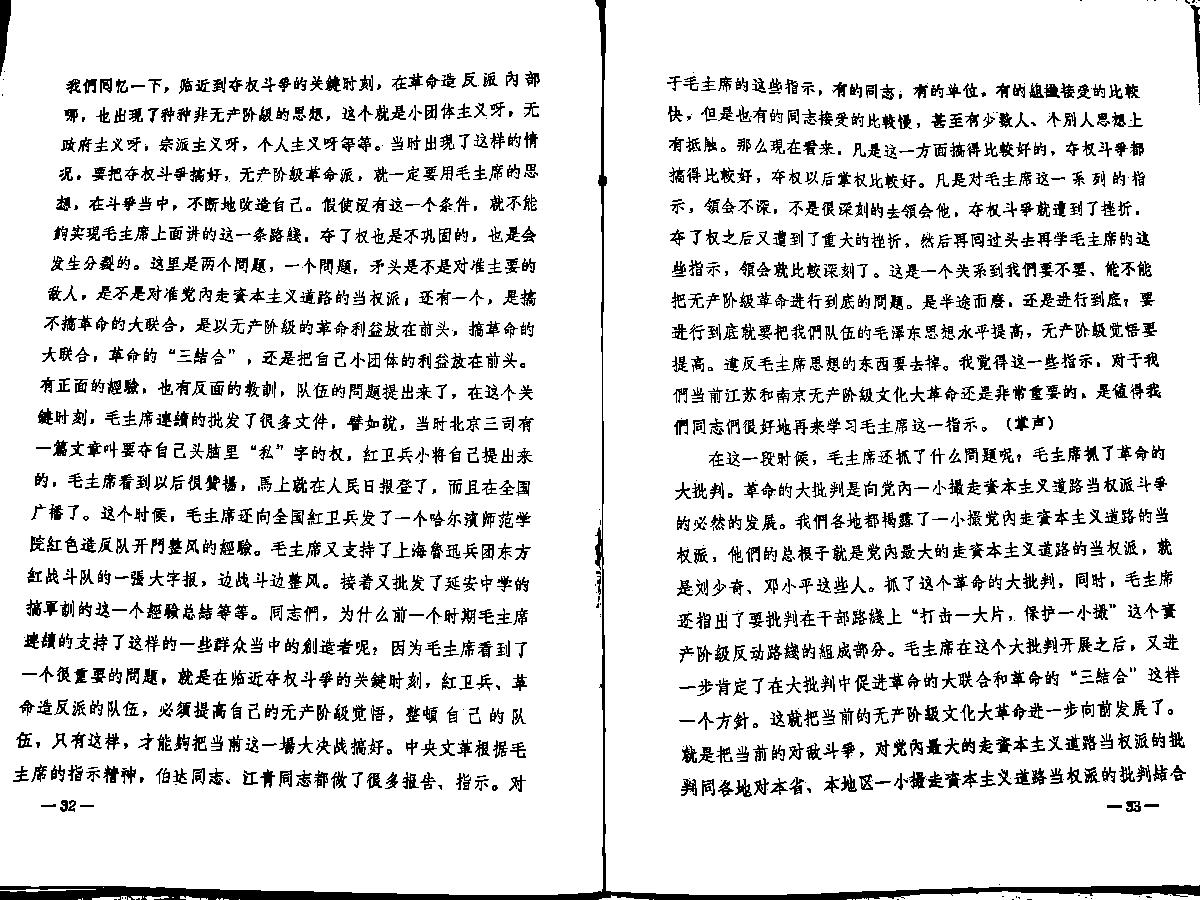 我們囘忆一下，临近到夺权斗爭的关鍵时刻，在革命造反派內部
哪，也出現了种种非无产阶級的思想，这个就是小团体主义呀，无
政府主义呀，宗派主义呀，个人主义呀等等。当时出現了这样的情
况。要把夺权斗爭搞好，无产阶級革命派，就一定要用毛主席的思
想，在斗爭当中，不断地改造自己。假使沒有这一个条件，就不能
够实現毛主席上面讲的这一条路綫，夺了权也是不巩固的，也是会
发生分裂的。这里是两个問題，一个問題，矛头是不是对准主要的
敌人，是不是对准党內走資本主义道路的当权派；还有一个，是搞
不搞革命的大联合，是以无产阶級的革命利益放在前头，搞革命的
大联合，革命的“三結合”，还是把自己小团体的利益放在前头。
有正面的經驗，也有反面的教訓，队伍的問題提出来了，在这个关
鍵时刻，毛主席連續的批发了很多文件，譬如說，当时北京三司有
一篇文章叫要夺自己头脑里“私”字的权，紅卫兵小将自己提出来
的，毛主席看到以后很贊揚，馬上就在人民日报登了，而且在全国
广播了。这个时候，毛主席还向全国紅卫兵发了一个哈尔濱师范学
院紅色造反队开門整风的經驗。毛主席又支持了上海魯迅兵团东方
紅战斗队的一張大字报，边战斗边整风。接着又批发了延安中学的
搞軍訓的这一个經驗总結等等。同志們，为什么前一个时期毛主席
連續的支持了这样的一些群众当中的創造者呢；因为毛主席看到了
一个很重要的問題，就是在临近夺权斗爭的关鍵时刻，紅卫兵、革
命造反派的队伍，必須提高自己的无产阶級觉悟，整頓自己的队
伍，只有这样，才能够把当前这一場大决战搞好。中央文革根据毛
主席的指示精神，伯达同志、江青同志都做了很多报告、指示。对
—32—
于毛主席的这些指示，有的同志，有的单位，有的組織接受的比較
快，但是也有的同志接受的比較慢，甚至有少数人、个別人思想上
有抵触。那么現在看来，凡是这一方面搞得比較好的，夺权斗爭都
搞得比較好，夺权以后掌权比較好。凡是对毛主席这一系列的指
示，領会不深，不是很深刻的去領会他，夺权斗爭就遭到了挫折，
夺了权之后又遭到了重大的挫折，然后再囘过头去再学毛主席的这
些指示，領会就比較深刻了。这是一个关系到我們要不要、能不能
把无产阶級革命进行到底的問題。是半途而廢，还是进行到底；要
进行到底就要把我們队伍的毛澤东思想水平提高，无产阶級觉悟要
提高。違反毛主席思想的东西要去掉。我觉得这一些指示，对于我
們当前江苏和南京无产阶級文化大革命还是非常重要的，是値得我
們同志們很好地再来学习毛主席这一指示。（掌声）
在这一段时候，毛主席还抓了什么問題呢；毛主席抓了革命的
大批判。革命的大批判是向党內一小撮走資本主义道路当权派斗爭
的必然的发展。我們各地都揭露了一小撮党內走資本主义道路的当
权派，他們的总根子就是党內最大的走資本主义道路的当权派，就
是刘少奇、邓小平这些人。抓了这个革命的大批判，同时，毛主席
还指出了要批判在干部路綫上“打击一大片，保护一小撮”这个資
产阶級反动路綫的組成部分。毛主席在这个大批判开展之后，又进
一步肯定了在大批判中促进革命的大联合和革命的“三結合”这样
一个方針。这就把当前的无产阶級文化大革命进一步向前发展了。
就是把当前的对敌斗爭，对党內最大的走資本主义道路当权派的批
判同各地对本省、本地区一小撮走資本主义道路当权派的批判結合
—33—